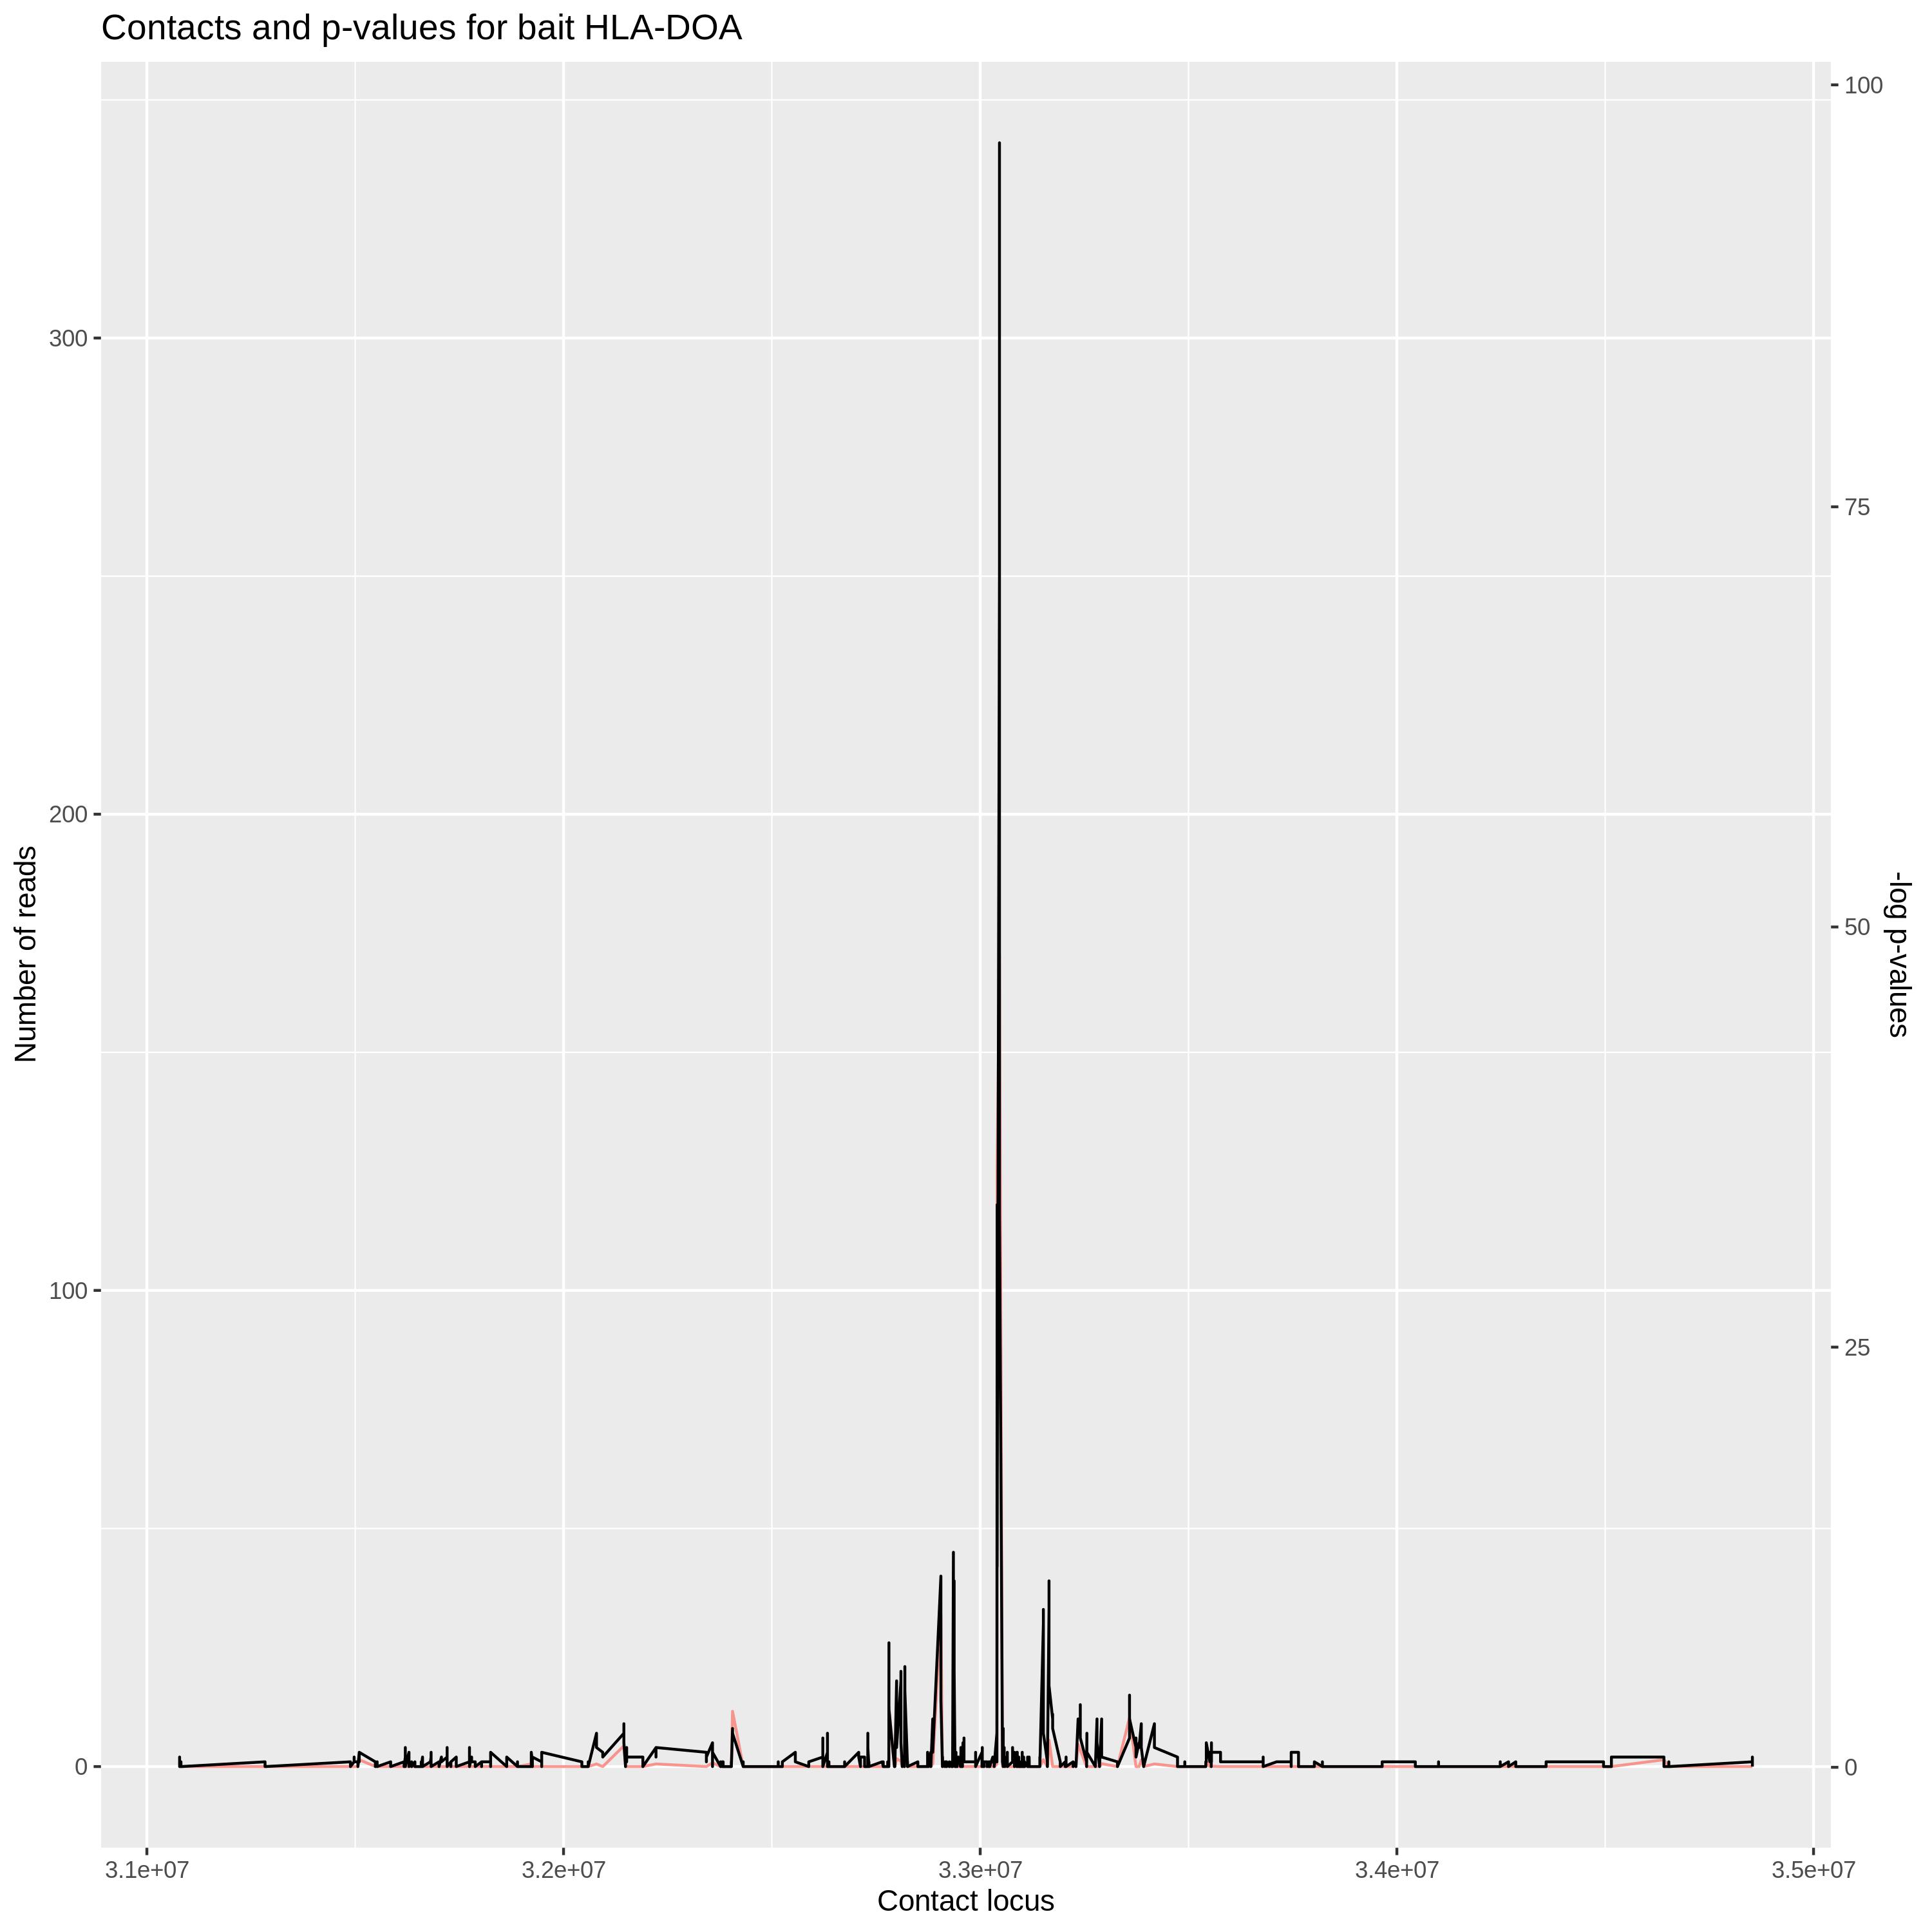 Contacts and p-values for bait HLA-DOA
100
300
75
200
50
Number of reads
-log p-values
100
25
0
0
3.1e+07 3.2e+07 3.3e+07 3.4e+07 3.5e+07
Contact locus